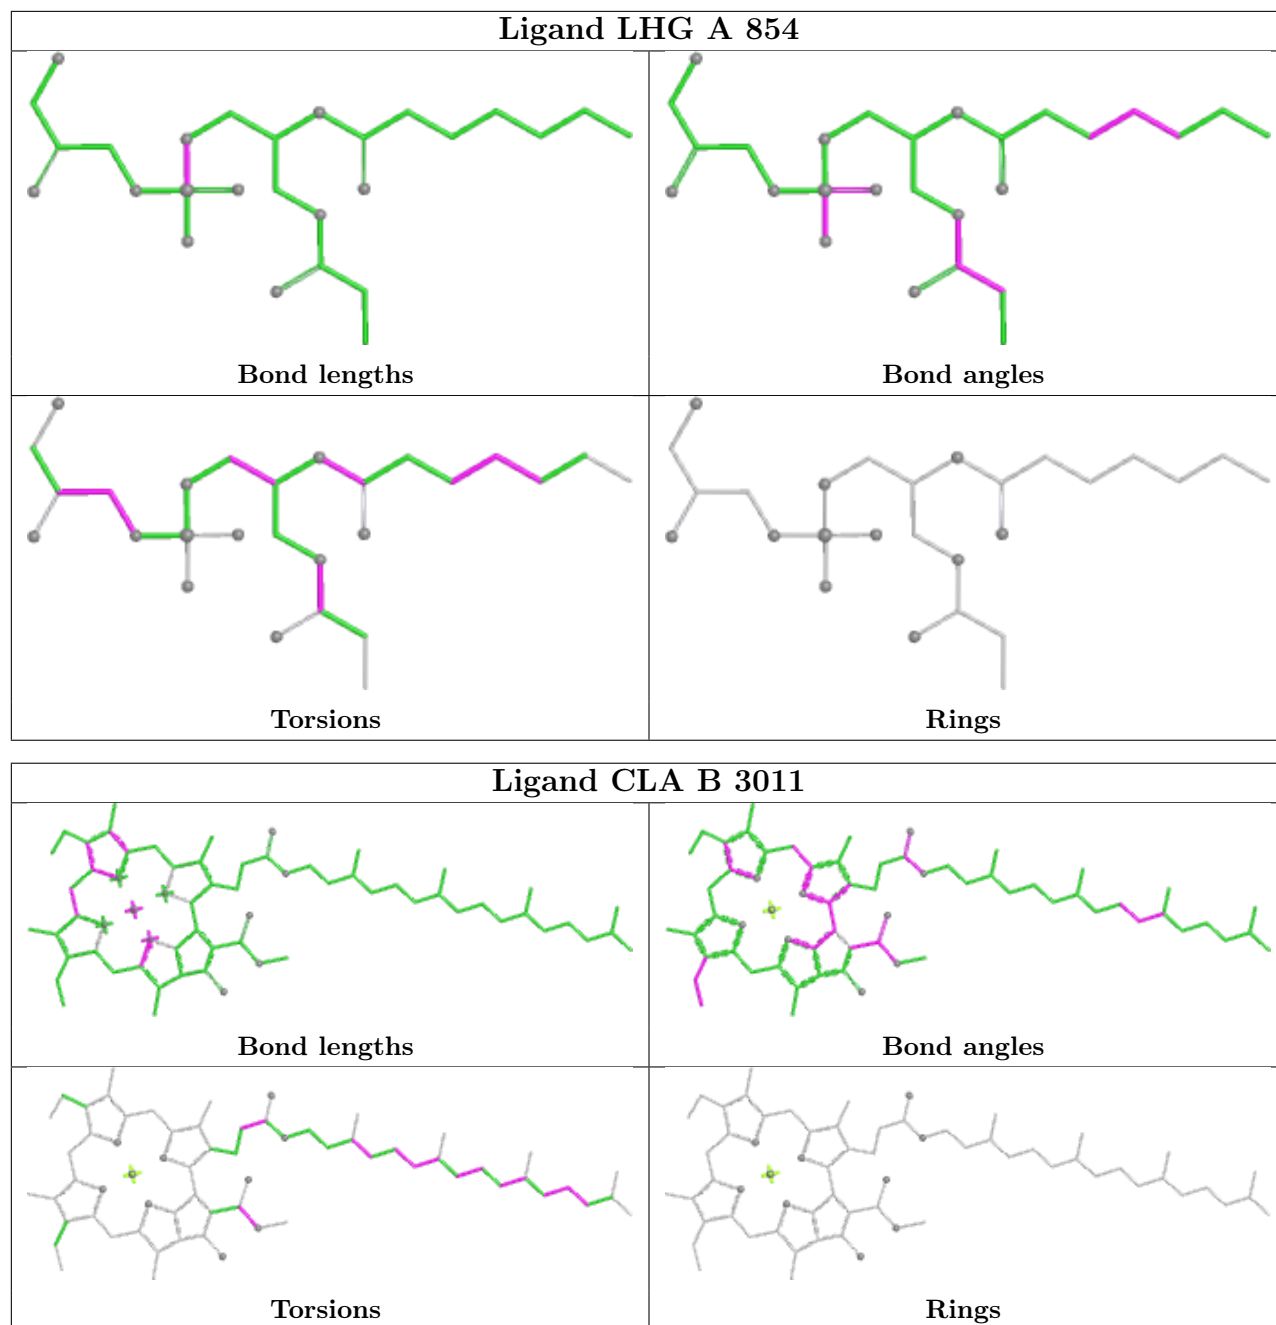 Ligand LHG A 854
Bond lengths
Bond angles
Torsions
Rings
Ligand CLA B 3011
Bond lengths
Bond angles
Torsions
Rings